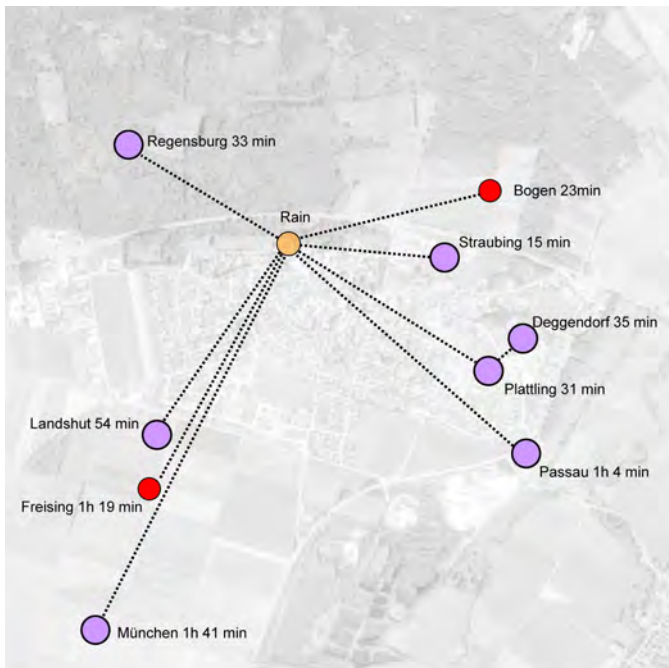 Regensburg 33 min
Bogen 23min
Rain
Straubing 15 min
Deggendorf 35 min
Plattling 31 min
Landshut 54 min
Passau 1h 4 min
Freising 1h 19 min
München 1h 41 min